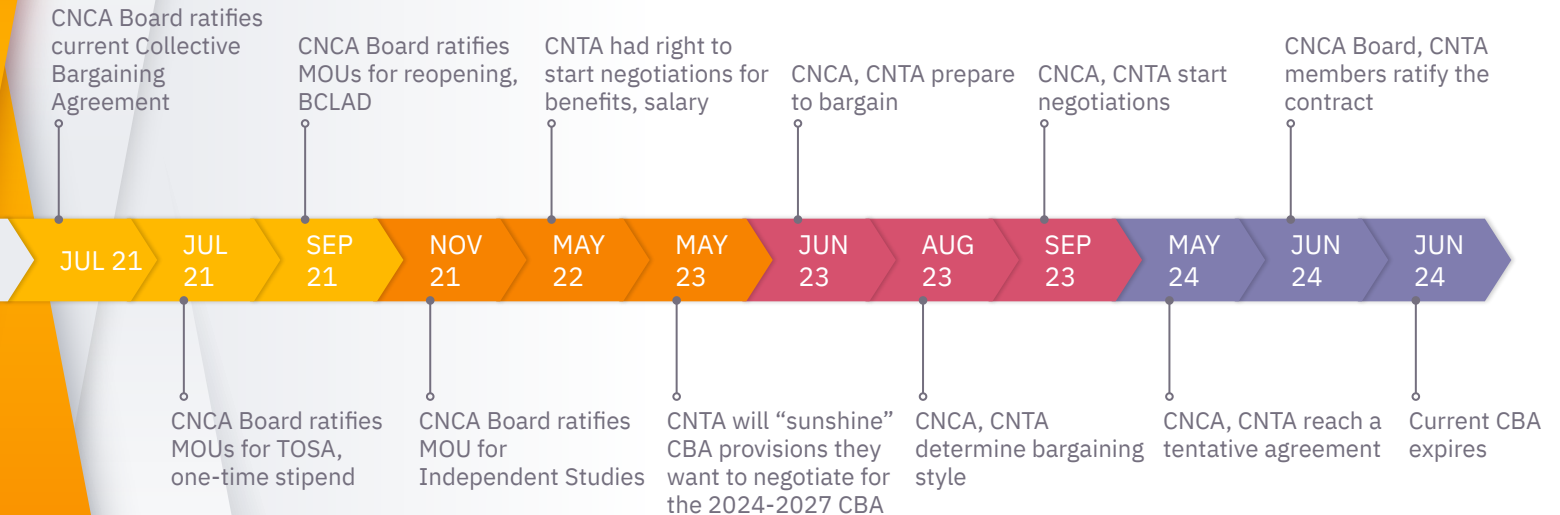 CNCA Board ratifies
current Collective
Bargaining
Agreement
CNCA Board ratifies
MOUs for reopening,
BCLAD
CNTA had right to
start negotiations for
benefits, salary
CNCA, CNTA prepare
to bargain
CNCA, CNTA start
negotiations
CNCA Board, CNTA
members ratify the
contract
JUL 21
JUL
21
SEP
21
NOV
21
MAY
22
MAY
23
JUN
23
AUG
23
SEP
23
MAY
24
JUN
24
JUN
24
CNCA Board ratifies
MOUs for TOSA,
one-time stipend
CNCA Board ratifies
MOU for
Independent Studies
CNTA will “sunshine”
CBA provisions they
want to negotiate for
the 2024-2027 CBA
CNCA, CNTA
determine bargaining
style
CNCA, CNTA reach a
tentative agreement
Current CBA
expires